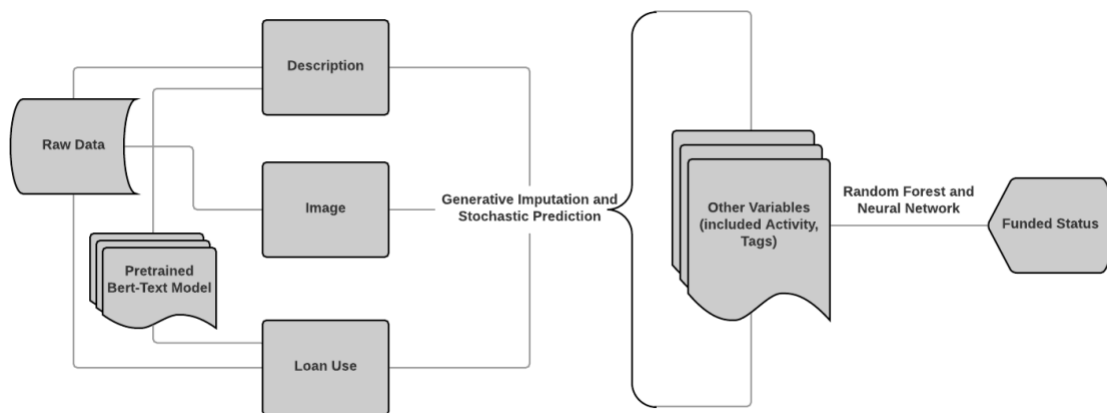 Description
Raw Data
Image
Pretrained
Bert-Text Model
Loan Use
Generative Imputation and
Stochastic Prediction
Other Variables
(included Activity,
Tags)
Random Forest and
Neural Network
Funded Status